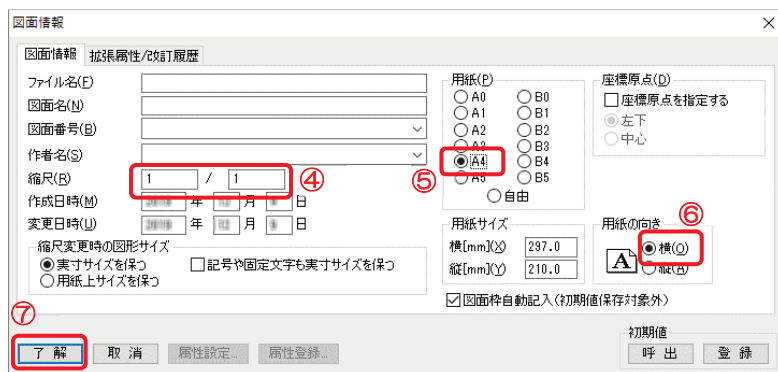 図面情報
図面情報 拡張属性/改訂履歴
ファイル名(F)
図面名(N)
図面番号(B)
作者名(S)
縮尺(R) 1 / 1 ④
作成日時(M) 年 月 日
変更日時(U) 年 月 日
縮尺変更時の図形サイズ
実寸サイズを保つ 記号や固定文字も実寸サイズを保つ
用紙上サイズを保つ
用紙(P)
A0 B0
A1 B1
A2 B2
A3 B3
⑤ A4 B4
A5 B5
自由
座標原点(D)
座標原点を指定する
左下
中心
用紙サイズ
横[mm](X) 297.0
縦[mm](Y) 210.0
用紙の向き ⑥
A 横(O)
縦(A)
図面枠自動記入(初期値保存対象外)
⑦
了解 取消 属性設定... 属性登録...
初期値
呼出 登録